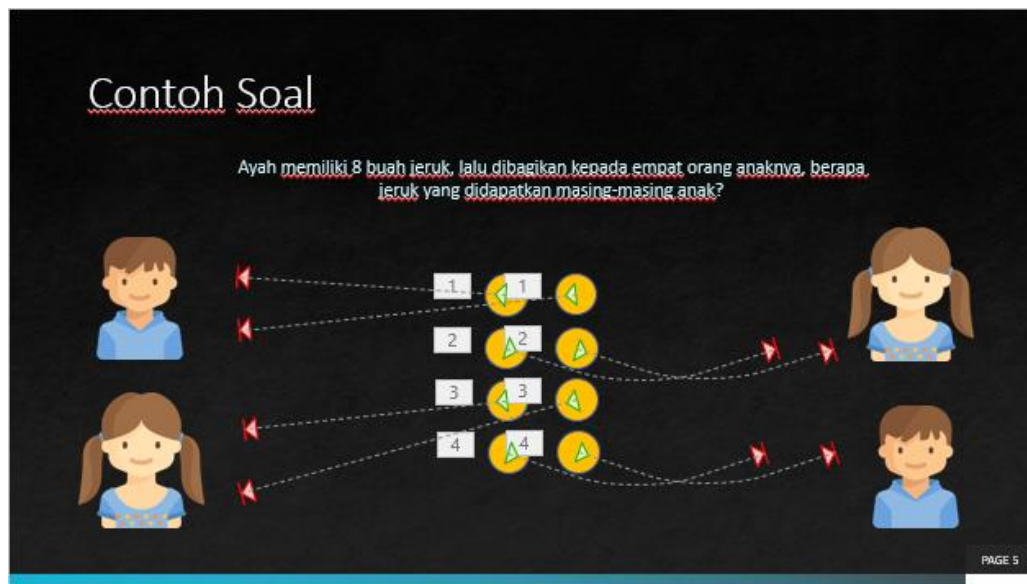 Contoh Soal
Ayah memiliki 8 buah jeruk, lalu dibagikan kepada empat orang anaknya, berapa
jeruk yang didapatkan masing-masing anak?
1 1
2 2
3 3
4 4
PAGE 5